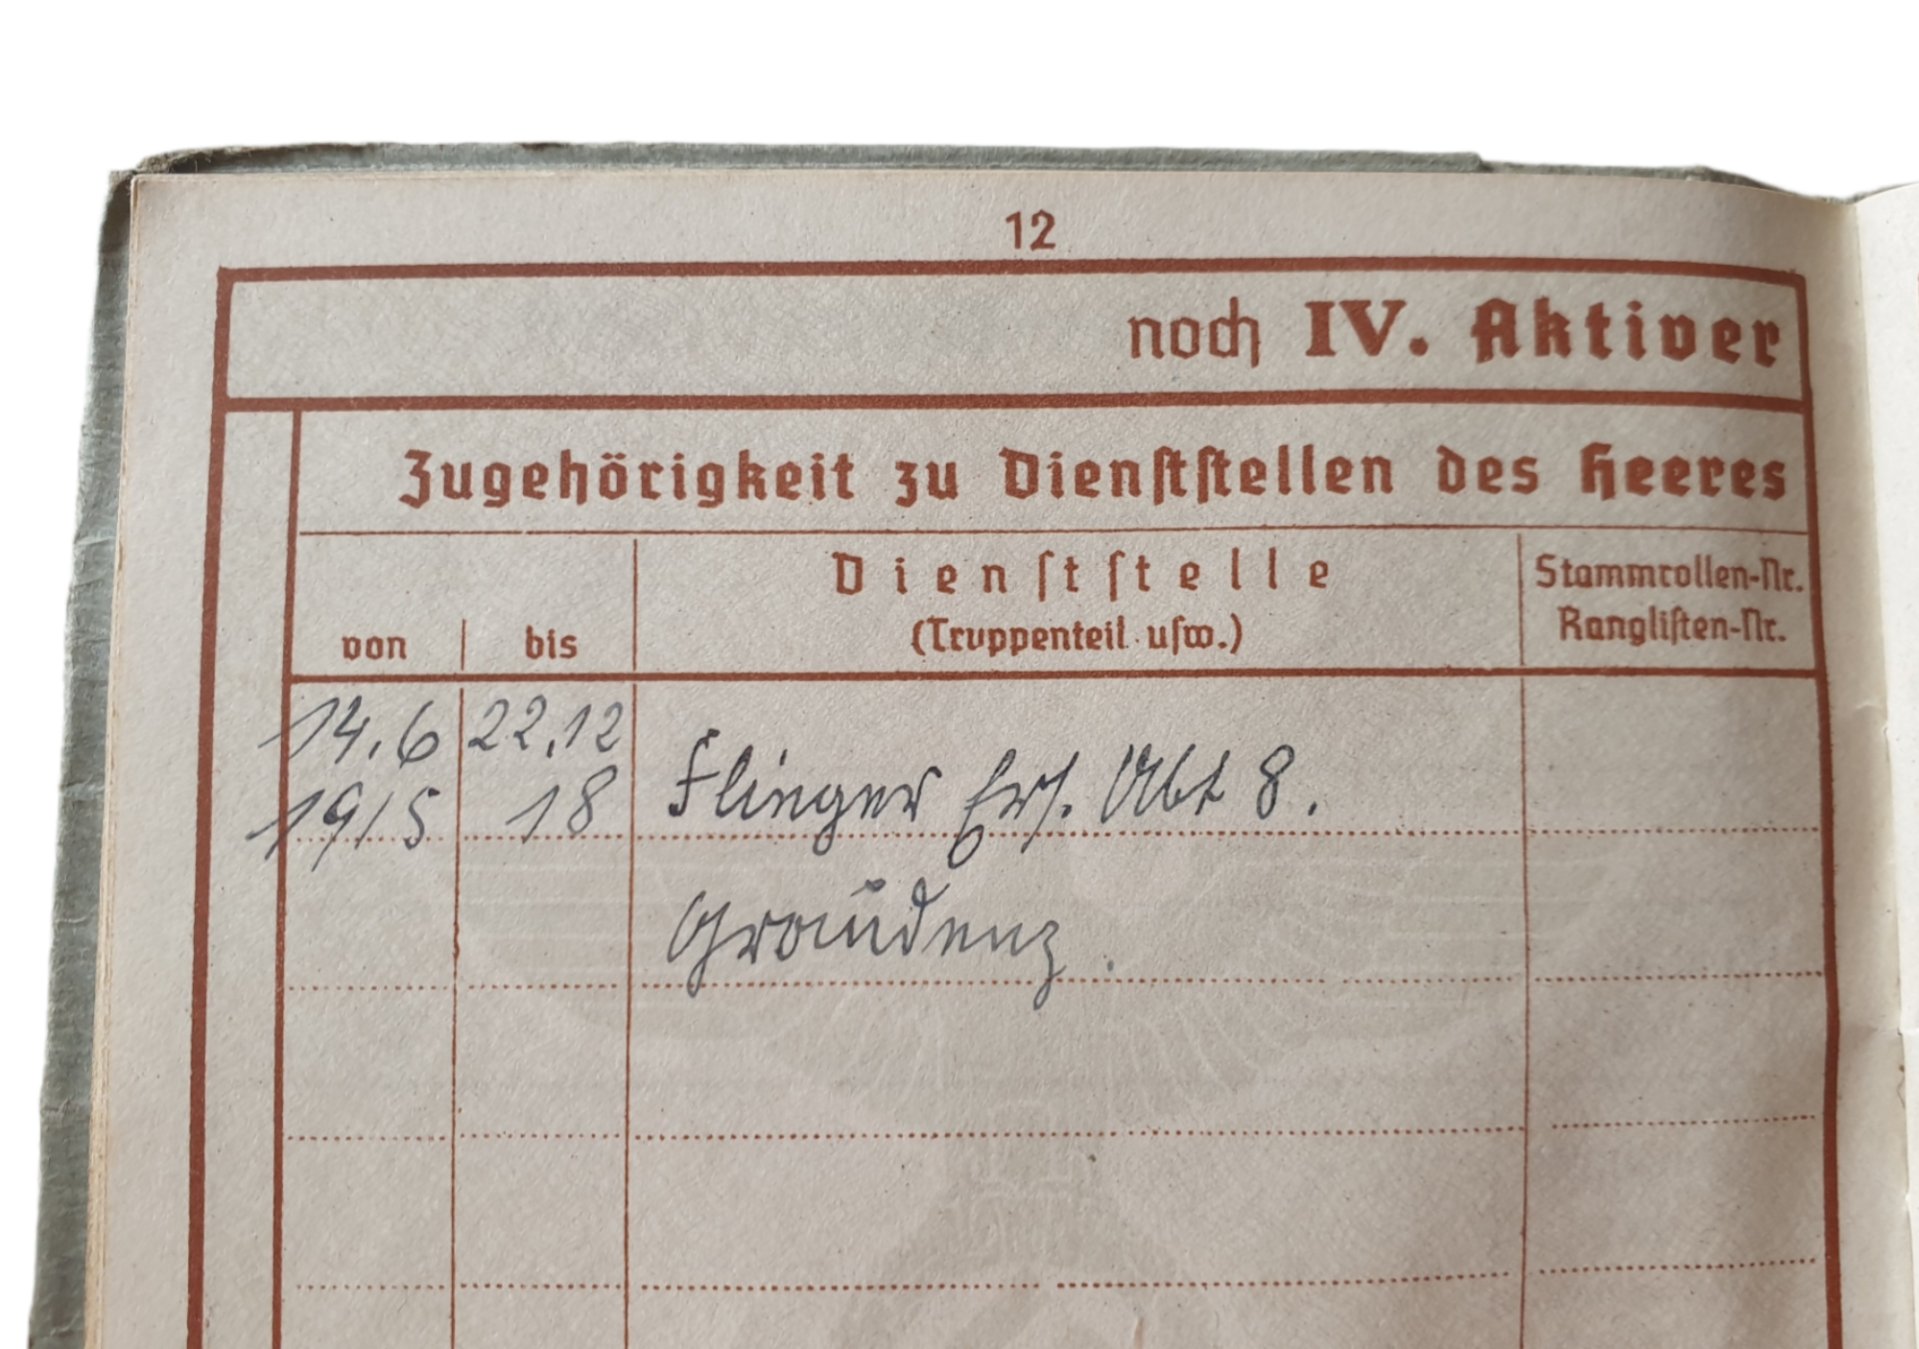 12
noch IV. Aktiver
Zugehörigkeit zu Dienststellen des Heeres
von bis Dienststelle (Truppenteil usw.) Stammrollen-Nr. Ranglisten-Nr.
14.6 22.12
1915 18 Flieger Ers. Abt 8.
Graudenz.